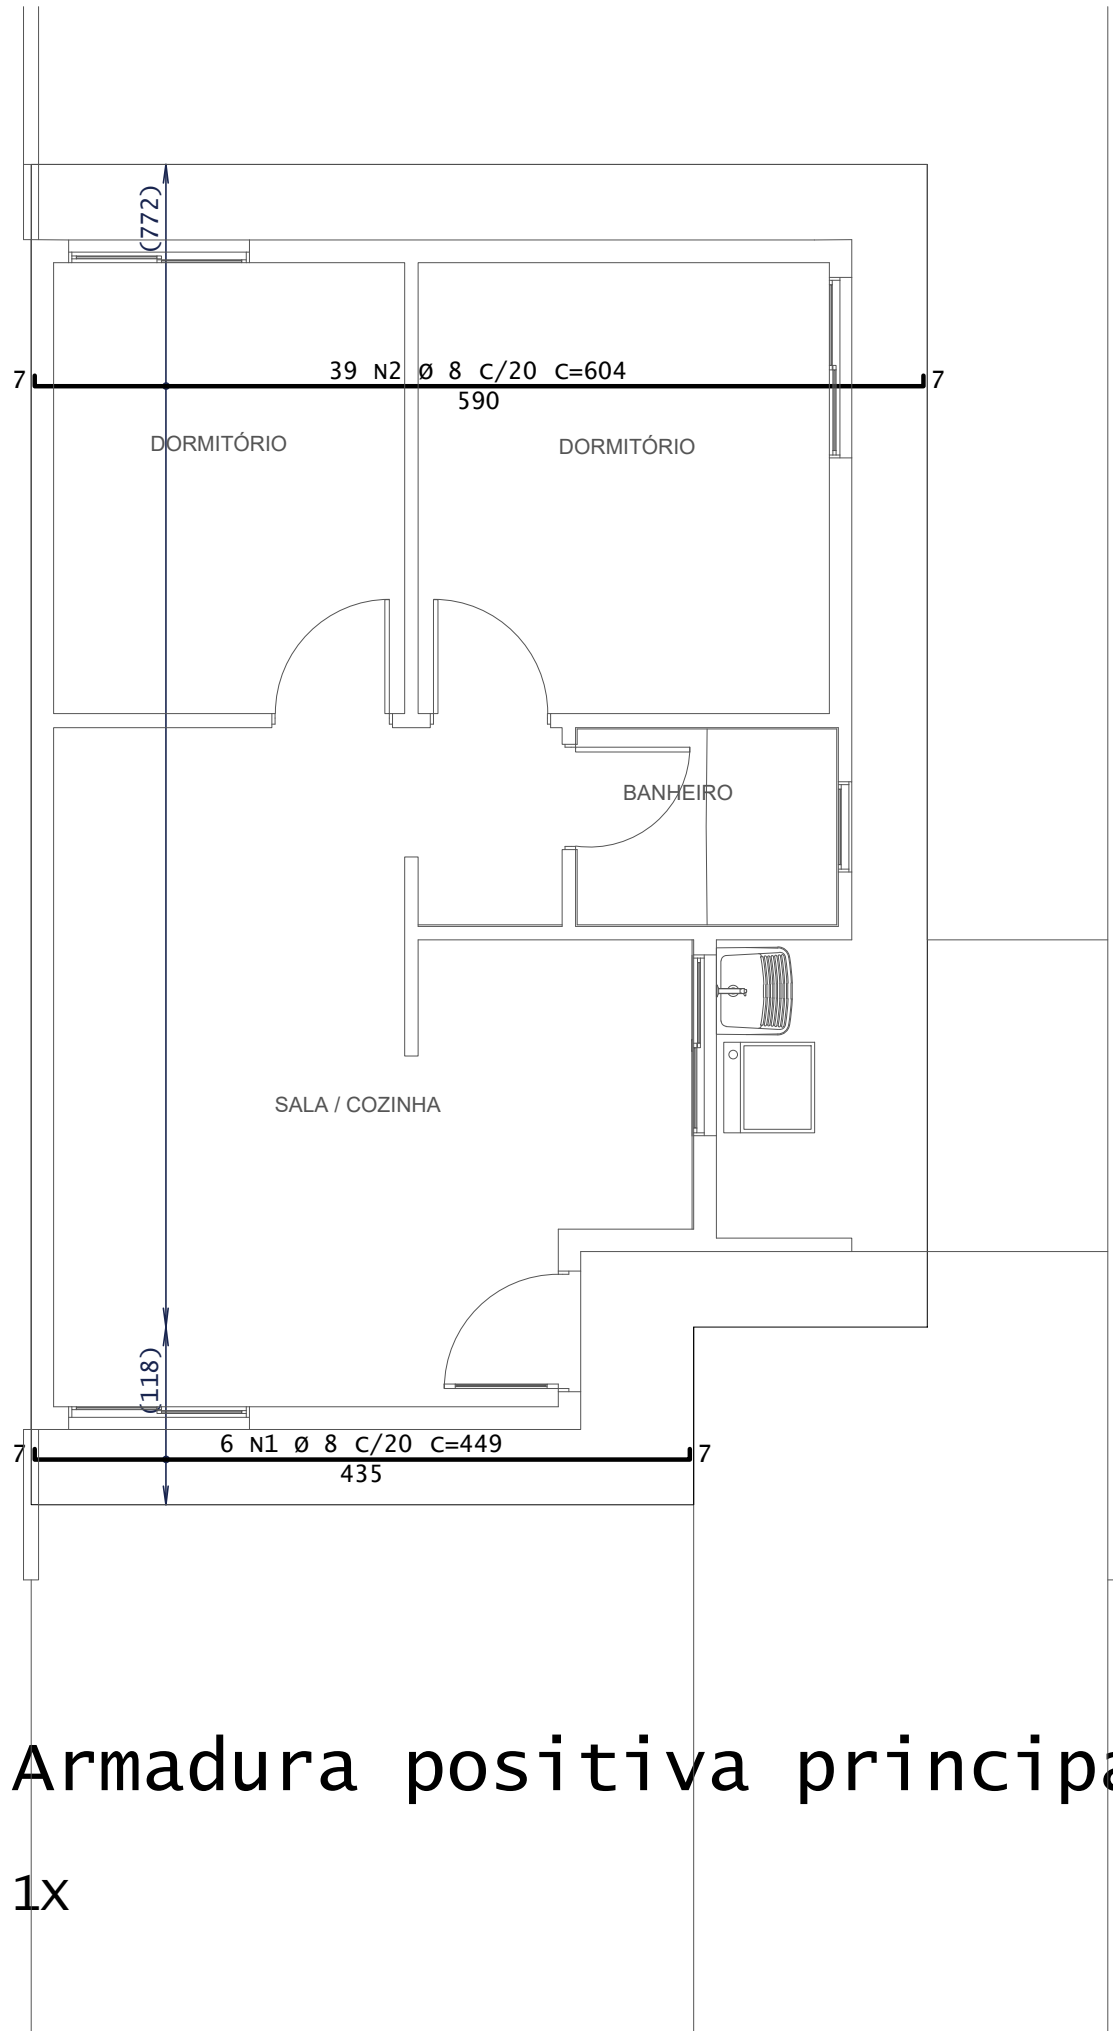 (772)
39 N2 Ø 8 C/20 C=604
7
7
590
DORMITÓRIO
DORMITÓRIO
BANHEIRO
SALA / COZINHA
(118)
6 N1 Ø 8 C/20 C=449
7
7
435
Armadura positiva principa
1X